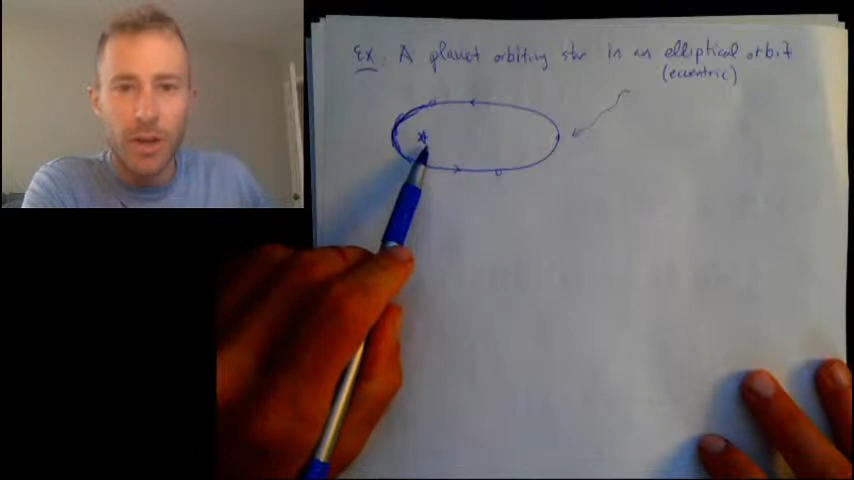 Ex: A planet orbiting star in an elliptical orbit
(eccentric)